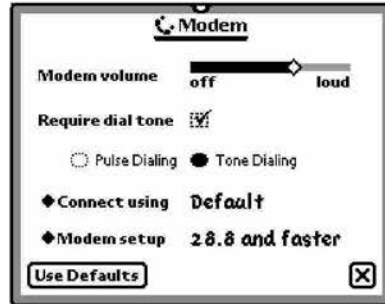 Modem
Modem volume
off loud
Require dial tone
Pulse Dialing Tone Dialing
◆Connect using Default
◆Modem setup 28.8 and faster
Use Defaults